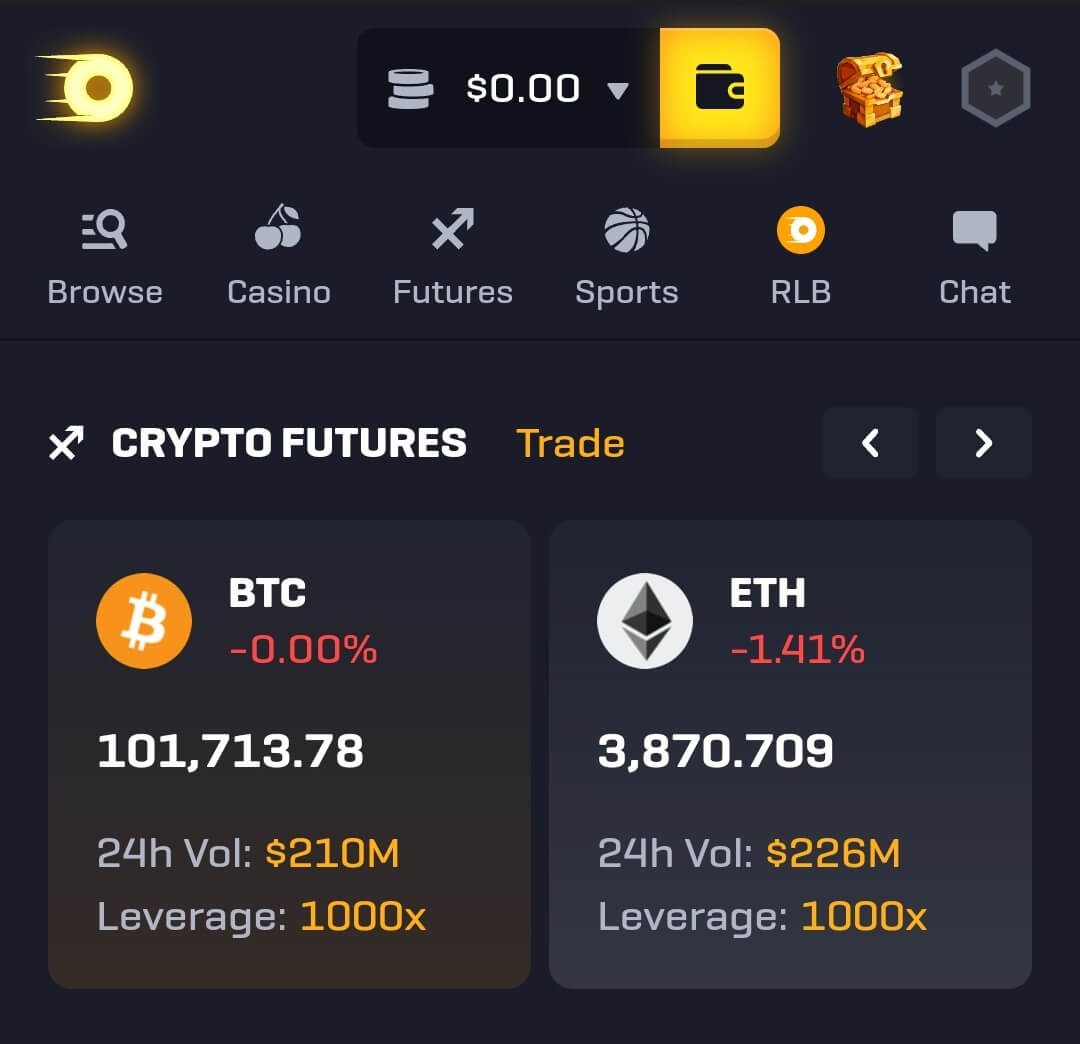 $0.00
Browse Casino Futures Sports RLB Chat
CRYPTO FUTURES Trade
BTC
-0.00%
101,713.78
24h Vol: $210M
Leverage: 1000x
ETH
-1.41%
3,870.709
24h Vol: $226M
Leverage: 1000x